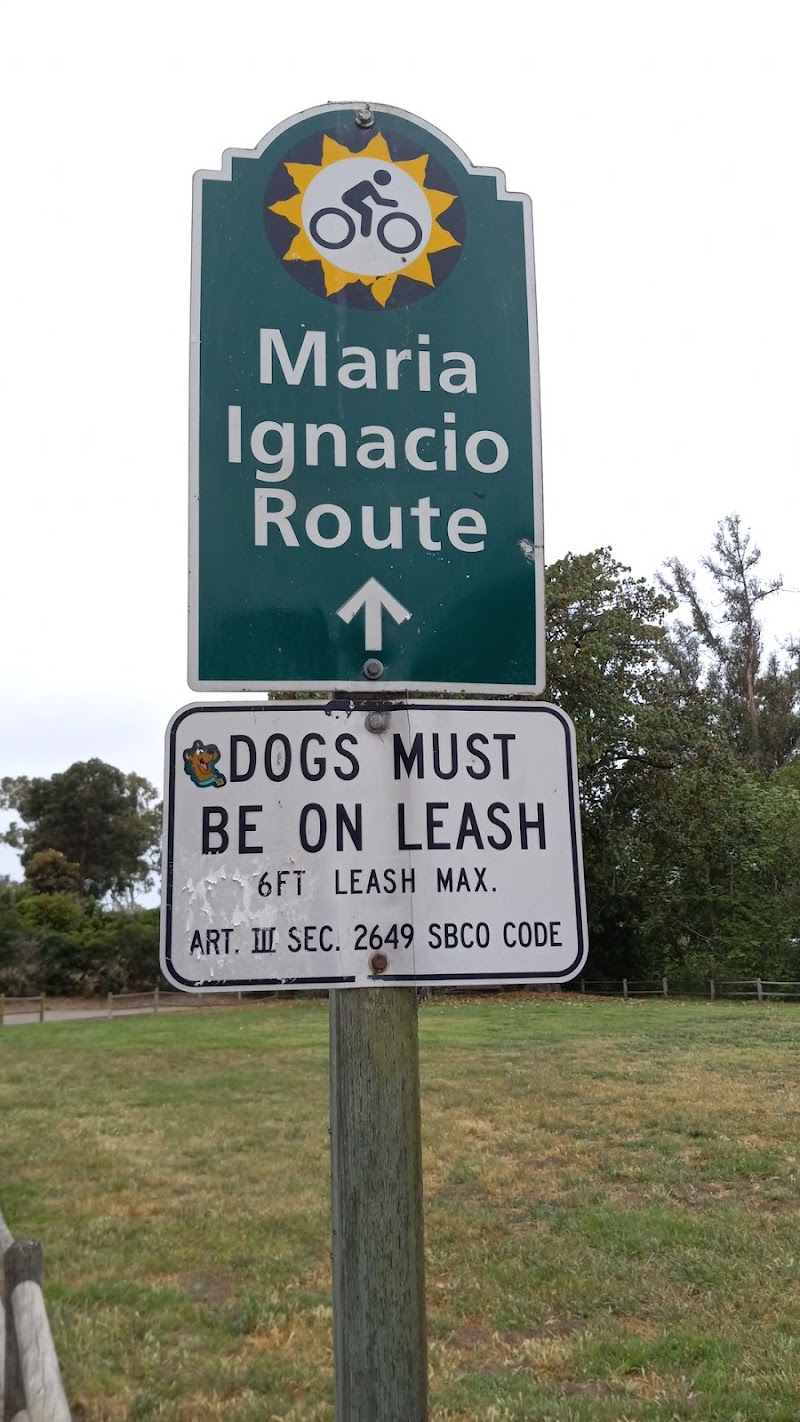 Maria
Ignacio
Route
DOGS MUST
BE ON LEASH
6FT LEASH MAX.
ART. III SEC. 2649 SBCO CODE